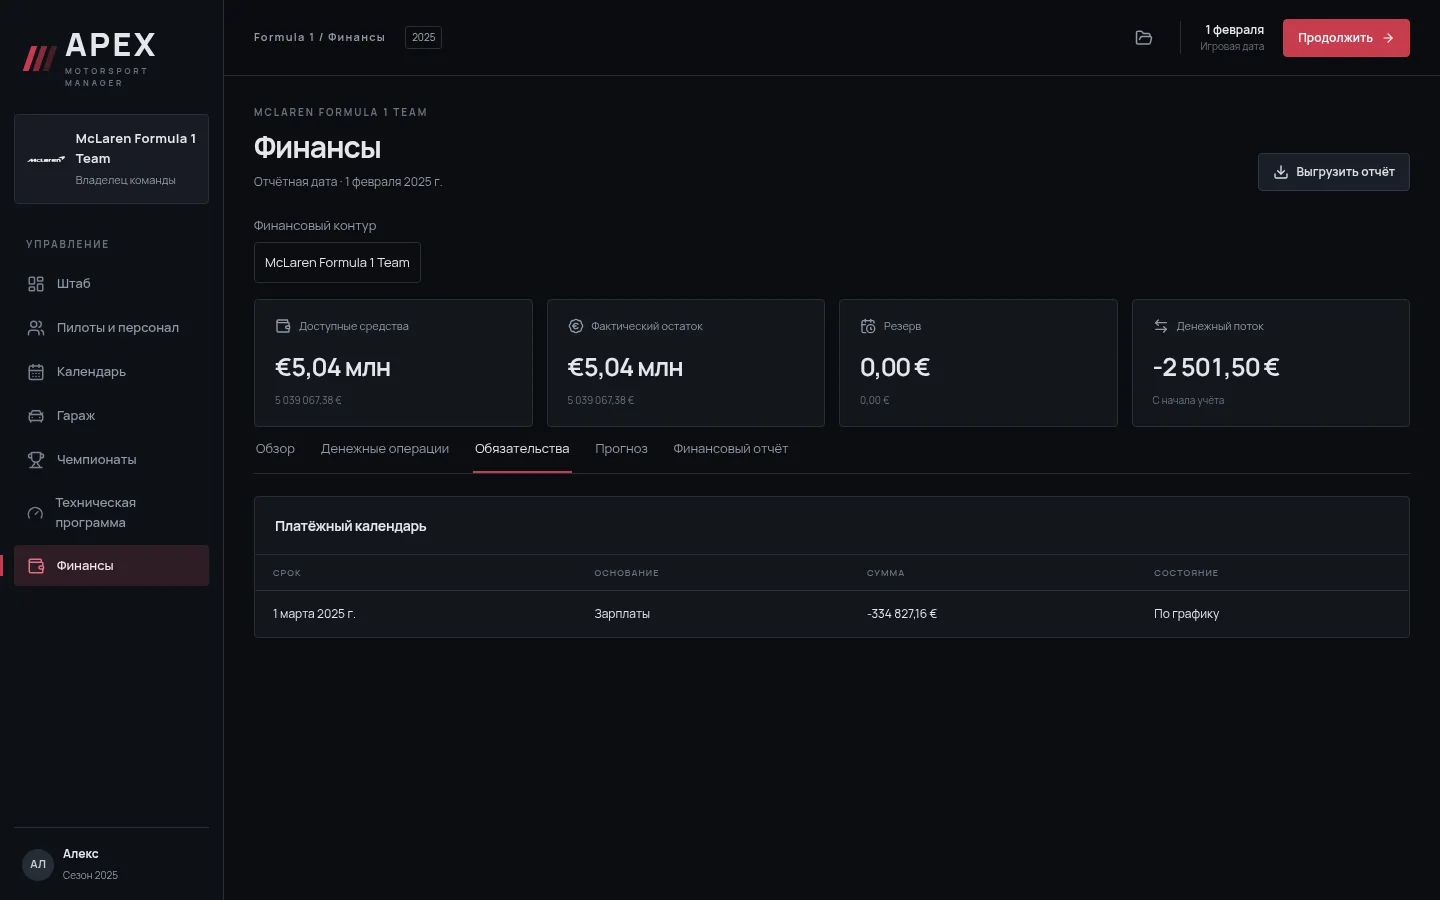 APEX
MOTORSPORT
MANAGER
McLaren
McLaren Formula 1
Team
Владелец команды
УПРАВЛЕНИЕ
Штаб
Пилоты и персонал
Календарь
Гараж
Чемпионаты
Техническая
программа
Финансы
АЛ
Алекс
Сезон 2025
Formula 1 / Финансы
2025
1 февраля
Игровая дата
Продолжить
MCLAREN FORMULA 1 TEAM
Финансы
Отчётная дата · 1 февраля 2025 г.
Выгрузить отчёт
Финансовый контур
McLaren Formula 1 Team
Доступные средства
€5,04 млн
5 039 067,38 €
Фактический остаток
€5,04 млн
5 039 067,38 €
Резерв
0,00 €
0,00 €
Денежный поток
-2 501,50 €
С начала учёта
Обзор Денежные операции Обязательства Прогноз Финансовый отчёт
Платёжный календарь
СРОК ОСНОВАНИЕ СУММА СОСТОЯНИЕ
1 марта 2025 г. Зарплаты -334 827,16 € По графику